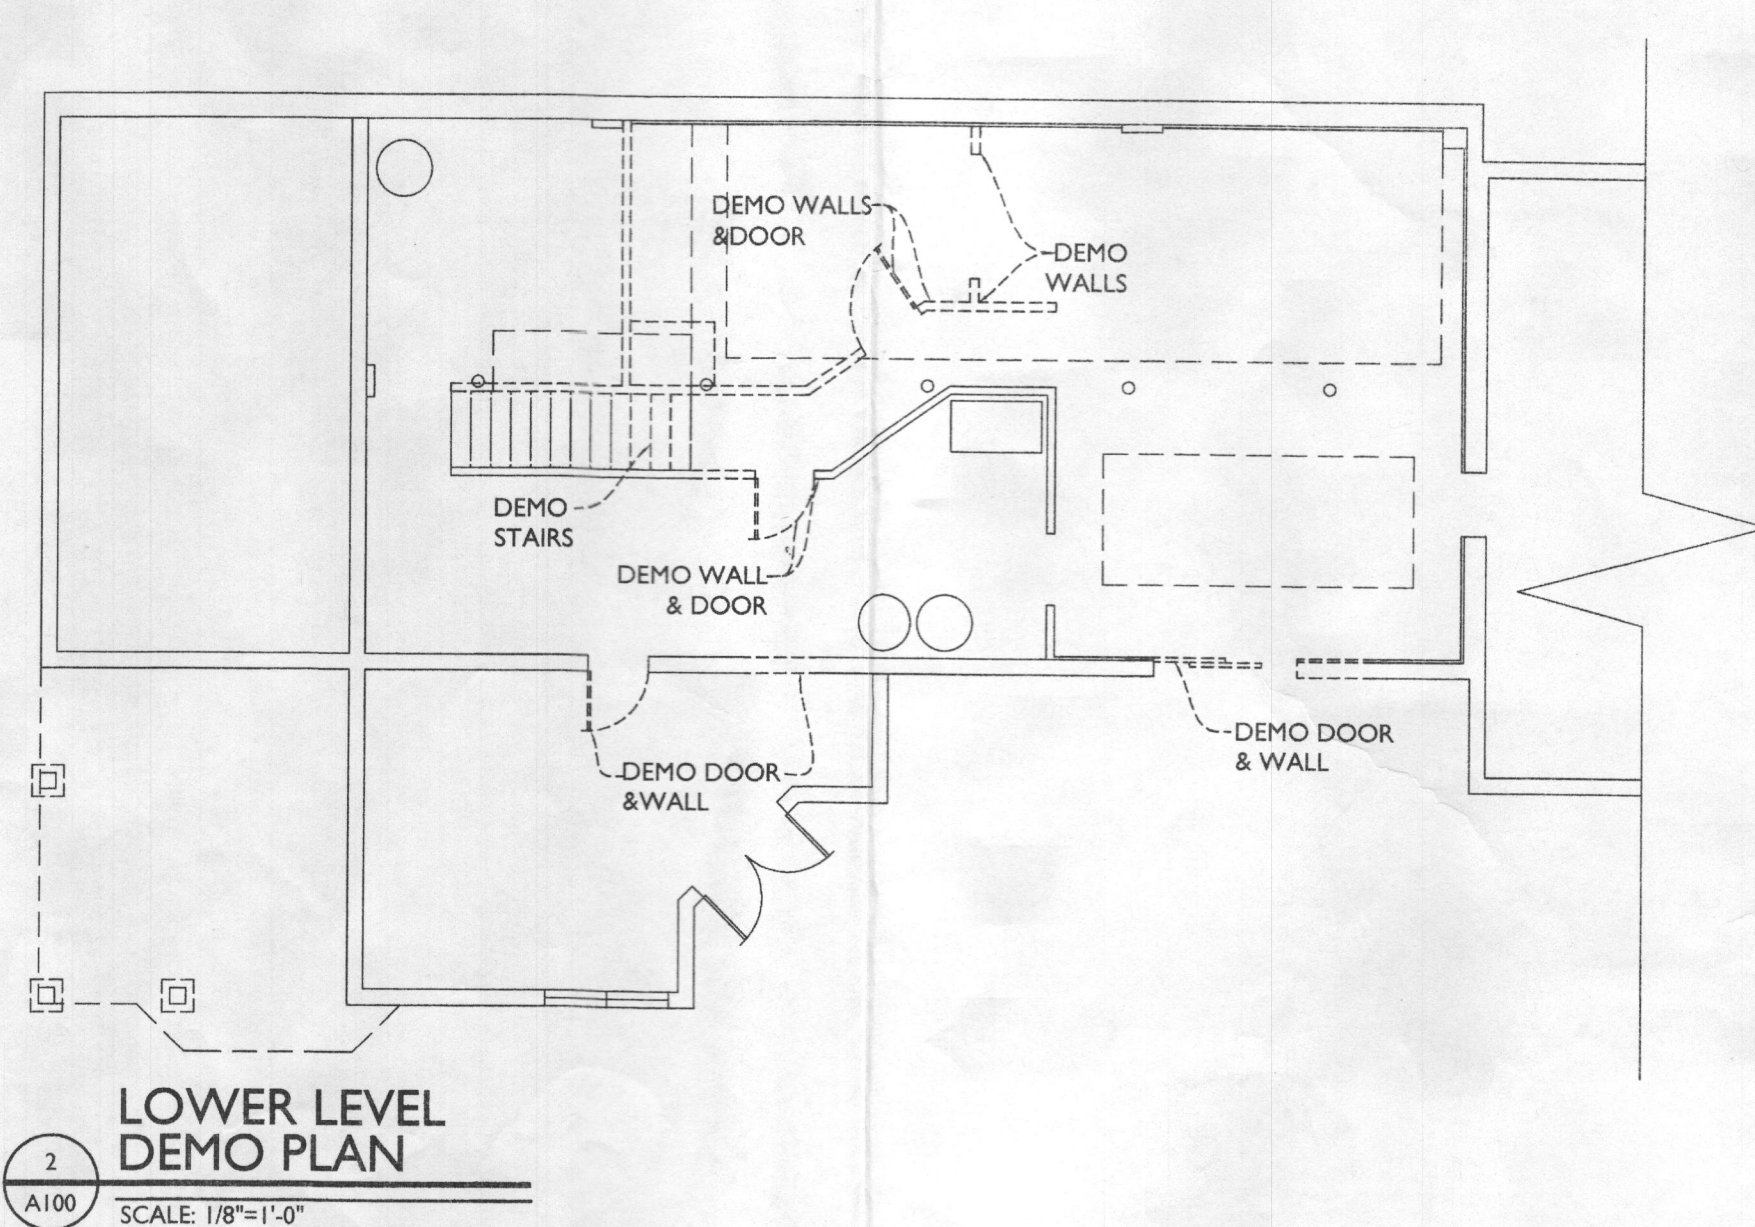 DEMO WALLS
&DOOR
DEMO
WALLS
DEMO
STAIRS
DEMO WALL
& DOOR
DEMO DOOR
& WALL
DEMO DOOR
&WALL
LOWER LEVEL
DEMO PLAN
2
A100
SCALE: 1/8"=1'-0"